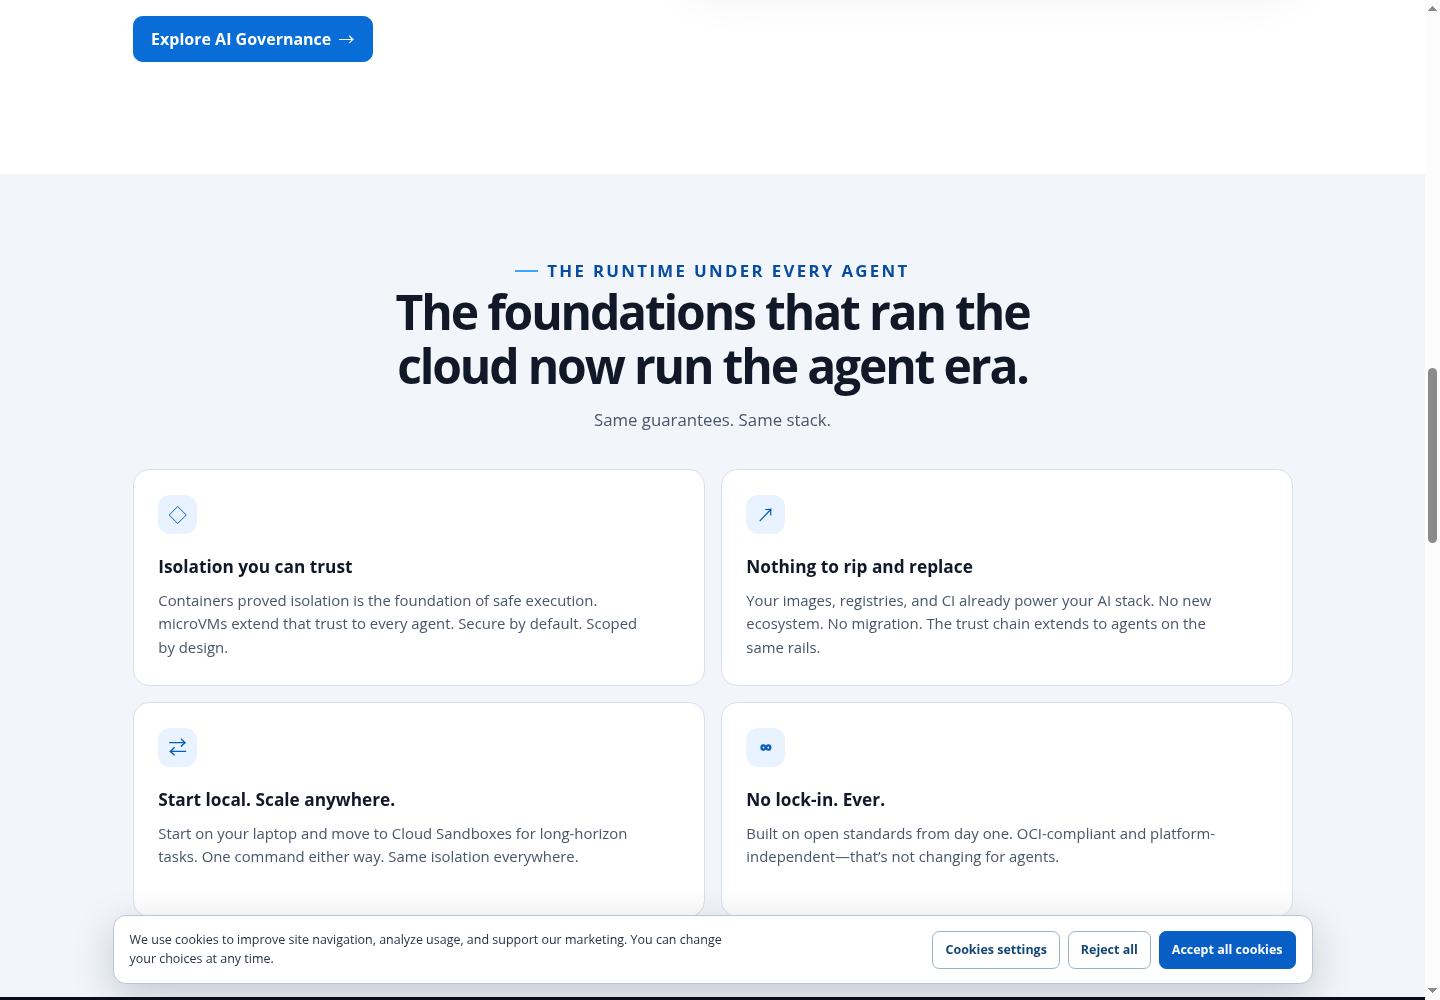 Explore AI Governance →
THE RUNTIME UNDER EVERY AGENT
The foundations that ran the
cloud now run the agent era.
Same guarantees. Same stack.
Isolation you can trust
Containers proved isolation is the foundation of safe execution.
microVMs extend that trust to every agent. Secure by default. Scoped
by design.
Nothing to rip and replace
Your images, registries, and CI already power your AI stack. No new
ecosystem. No migration. The trust chain extends to agents on the
same rails.
Start local. Scale anywhere.
Start on your laptop and move to Cloud Sandboxes for long-horizon
tasks. One command either way. Same isolation everywhere.
No lock-in. Ever.
Built on open standards from day one. OCI-compliant and platform-
independent—that’s not changing for agents.
We use cookies to improve site navigation, analyze usage, and support our marketing. You can change
your choices at any time.
Cookies settings
Reject all
Accept all cookies